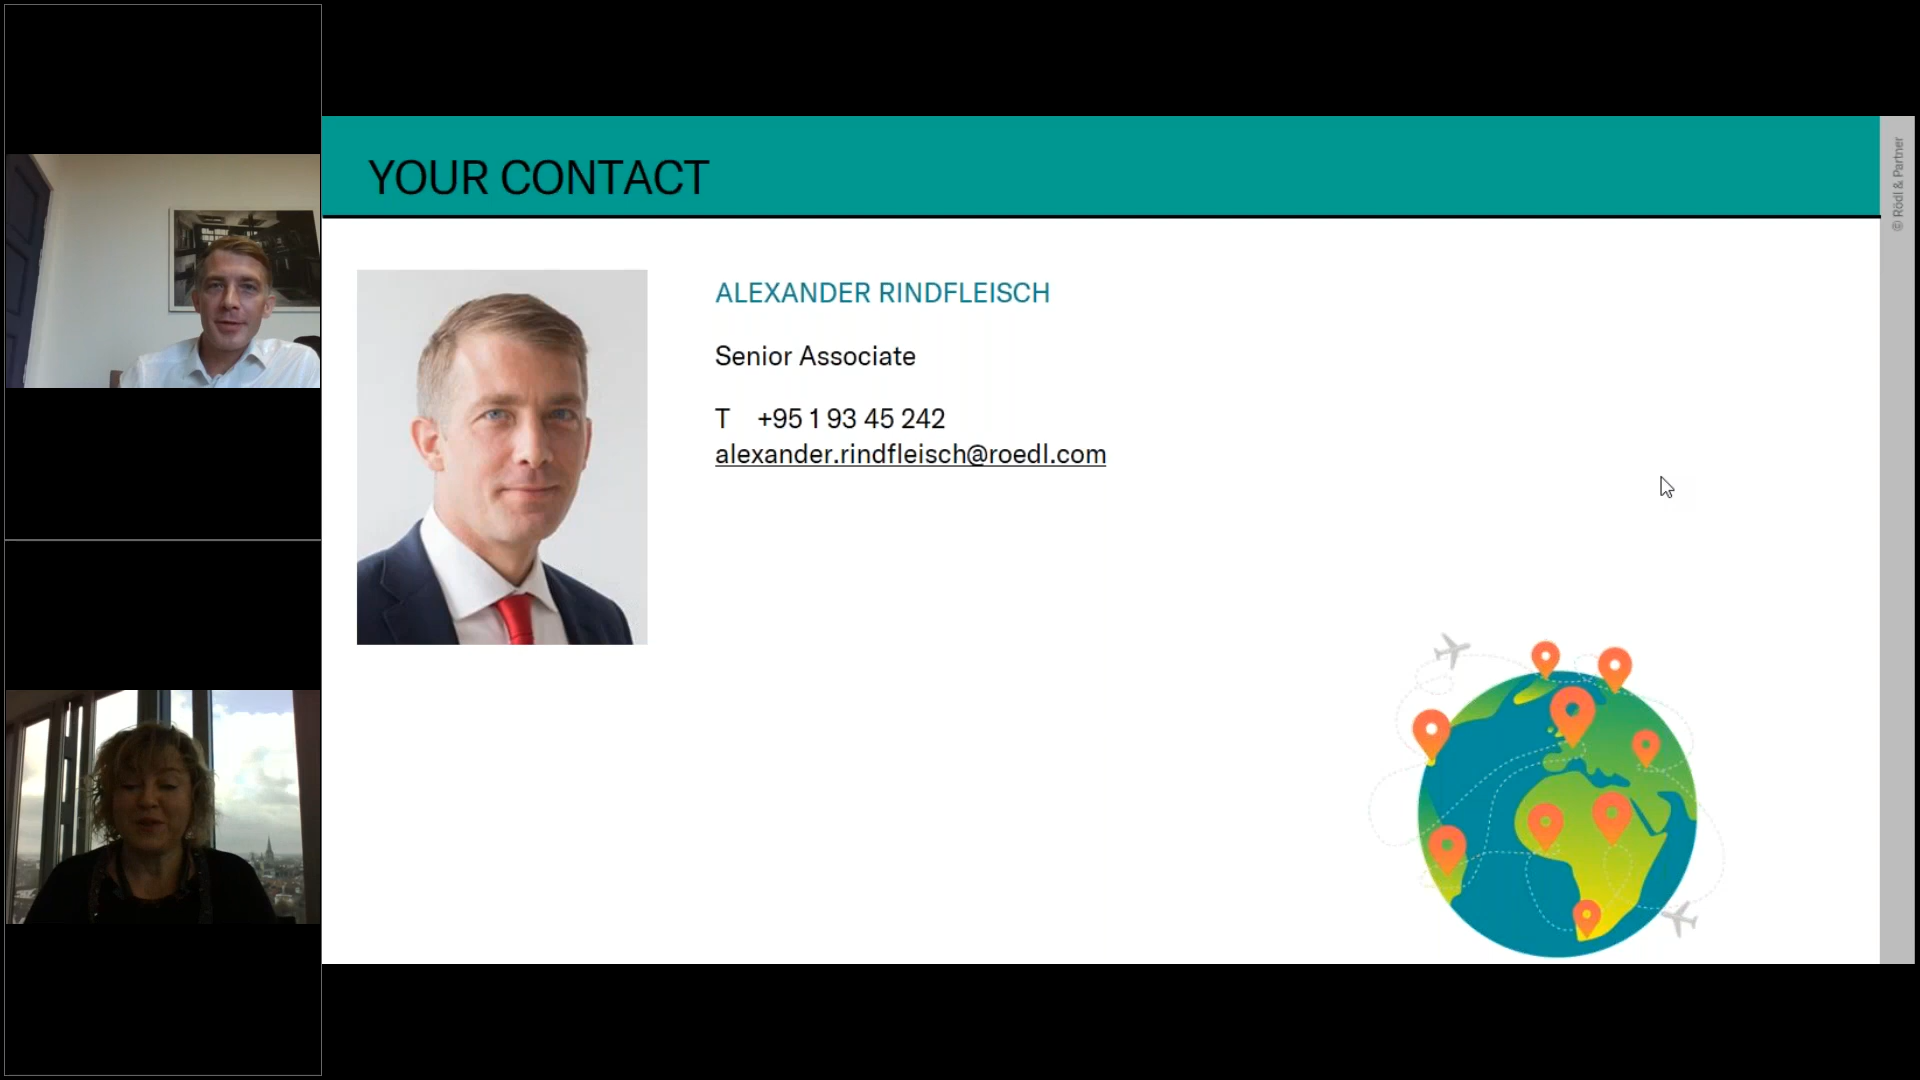 YOUR CONTACT
© Rödl & Partner
ALEXANDER RINDFLEISCH
Senior Associate
T +95 1 93 45 242
alexander.rindfleisch@roedl.com